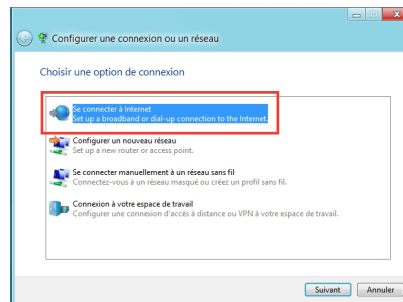 Configurer une connexion ou un réseau
Choisir une option de connexion
Se connecter à Internet
Set up a broadband or dial-up connection to the Internet.
Configurer un nouveau réseau
Set up a new router or access point.
Se connecter manuellement à un réseau sans fil
Connectez-vous à un réseau masqué ou créez un profil sans fil.
Connexion à votre espace de travail
Configurer une connexion d'accès à distance ou VPN à votre espace de travail.
Suivant
Annuler